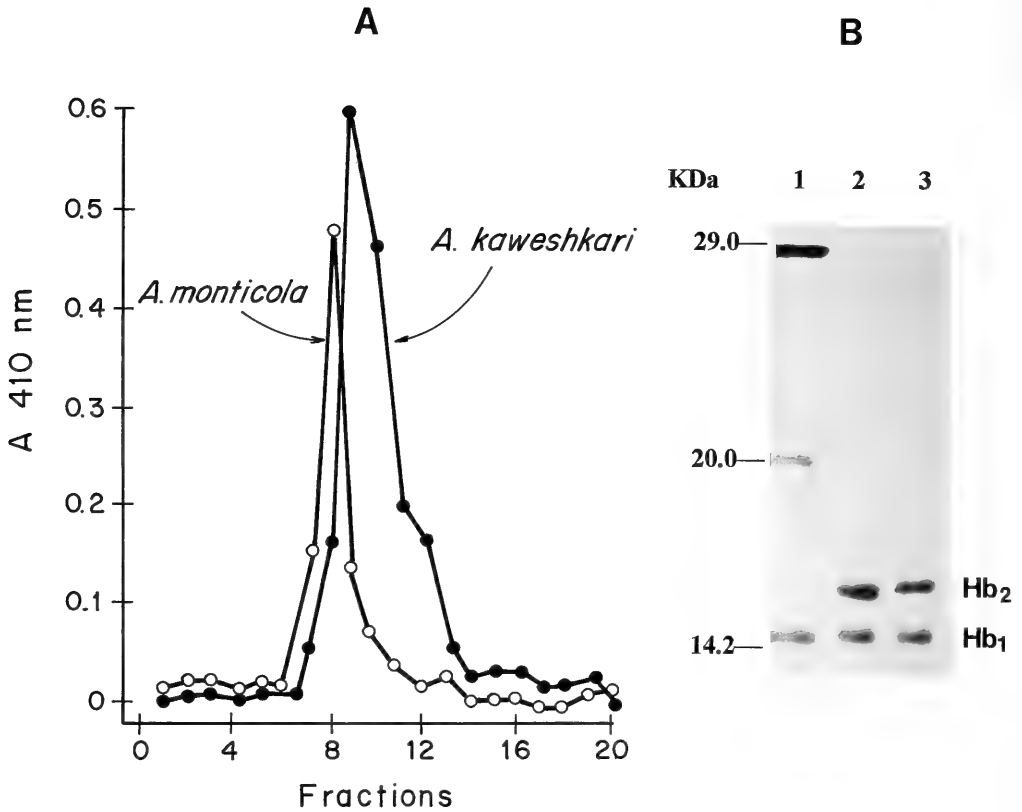 A
B
0.6
0.5
0.4
0.3
0.2
0.1
0
A 410 nm
A. monticola
A. kaweshkari
0 4 8 12 16 20
Fractions
KDa 1 2 3
29.0
20.0
14.2
Hb2
Hb1